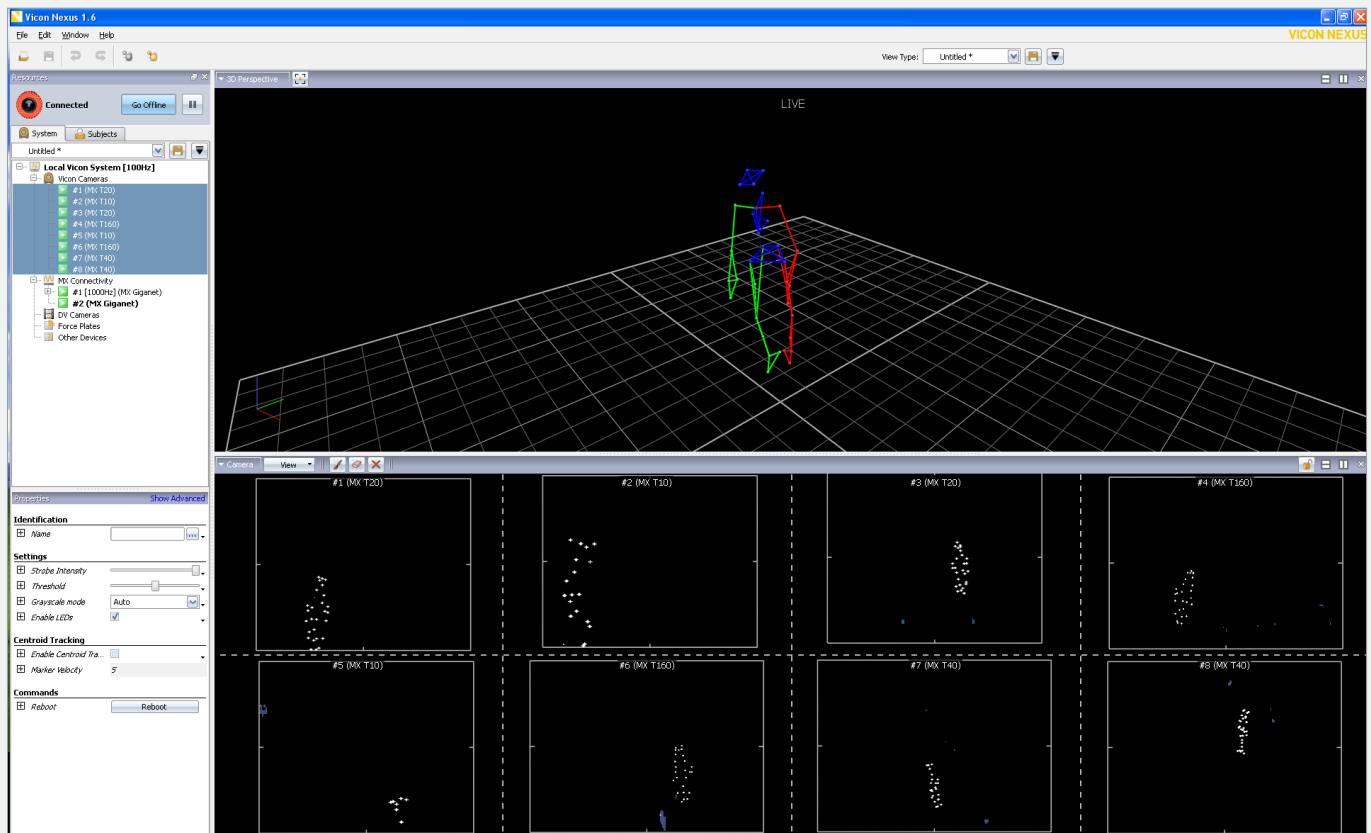 Vicon Nexus 1.6
File Edit Window Help
VICON NEXUS
View Type: Untitled *
Resources
3D Perspective
Connected
Go Offline
LIVE
System Subjects
Untitled *
Local Vicon System [100Hz]
Vicon Cameras
#1 (MX T20)
#2 (MX T10)
#3 (MX T20)
#4 (MX T160)
#5 (MX T10)
#6 (MX T160)
#7 (MX T40)
#8 (MX T40)
MX Connectivity
#1 [1000Hz] (MX Giganet)
#2 (MX Giganet)
DV Cameras
Force Plates
Other Devices
Properties
Show Advanced
Identification
Name
Settings
Strobe Intensity
Threshold
Grayscale mode Auto
Enable LEDs
Centroid Tracking
Enable Centroid Tra...
Marker Velocity 5
Commands
Reboot Reboot
Camera View
#1 (MX T20)
#2 (MX T10)
#3 (MX T20)
#4 (MX T160)
#5 (MX T10)
#6 (MX T160)
#7 (MX T40)
#8 (MX T40)